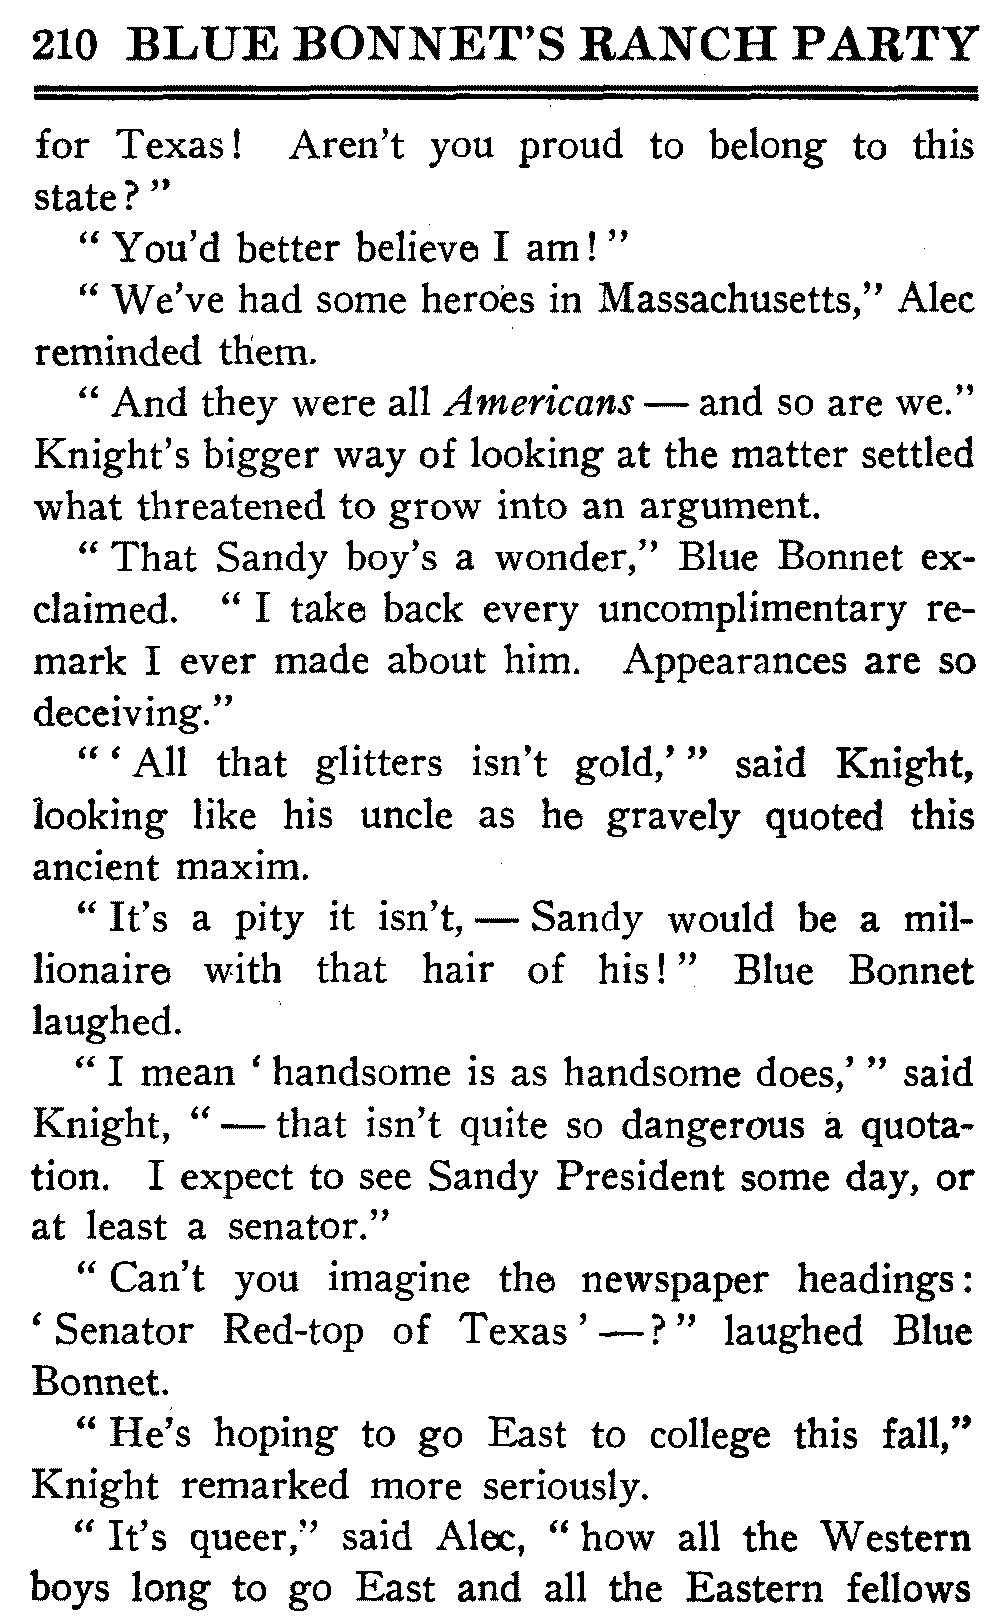 210 BLUE BONNET'S RANCH PARTY
for Texas! Aren't you proud to belong to this
state?"
"You'd better believe I am!"
"We've had some heroes in Massachusetts," Alec
reminded them.
"And they were all Americans — and so are we."
Knight's bigger way of looking at the matter settled
what threatened to grow into an argument.
"That Sandy boy's a wonder," Blue Bonnet ex-
claimed. "I take back every uncomplimentary re-
mark I ever made about him. Appearances are so
deceiving."
"'All that glitters isn't gold,'" said Knight,
looking like his uncle as he gravely quoted this
ancient maxim.
"It's a pity it isn't, — Sandy would be a mil-
lionaire with that hair of his!" Blue Bonnet
laughed.
"I mean 'handsome is as handsome does,'" said
Knight, "— that isn't quite so dangerous a quota-
tion. I expect to see Sandy President some day, or
at least a senator."
"Can't you imagine the newspaper headings:
'Senator Red-top of Texas' —?" laughed Blue
Bonnet.
"He's hoping to go East to college this fall,"
Knight remarked more seriously.
"It's queer," said Alec, "how all the Western
boys long to go East and all the Eastern fellows